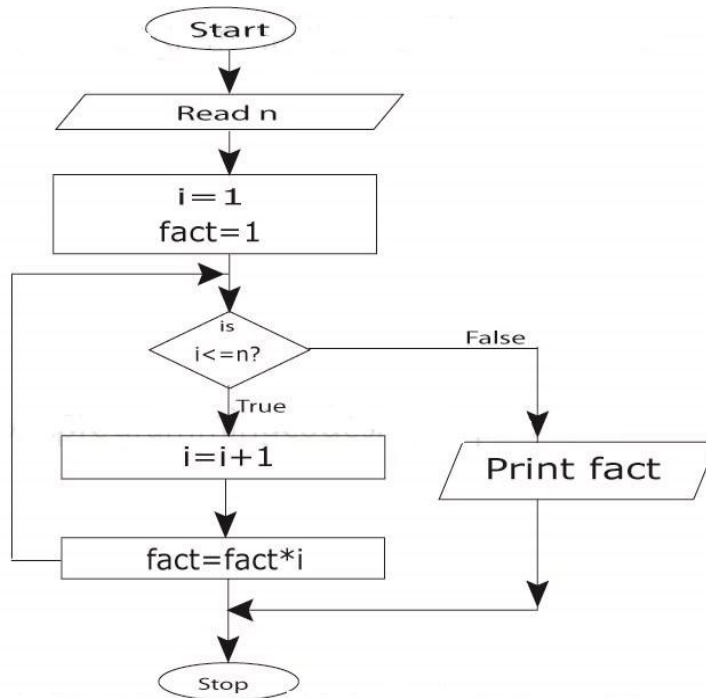 Start
Read n
i=1
fact=1
is
i<=n?
False
True
i=i+1
Print fact
fact=fact*i
Stop